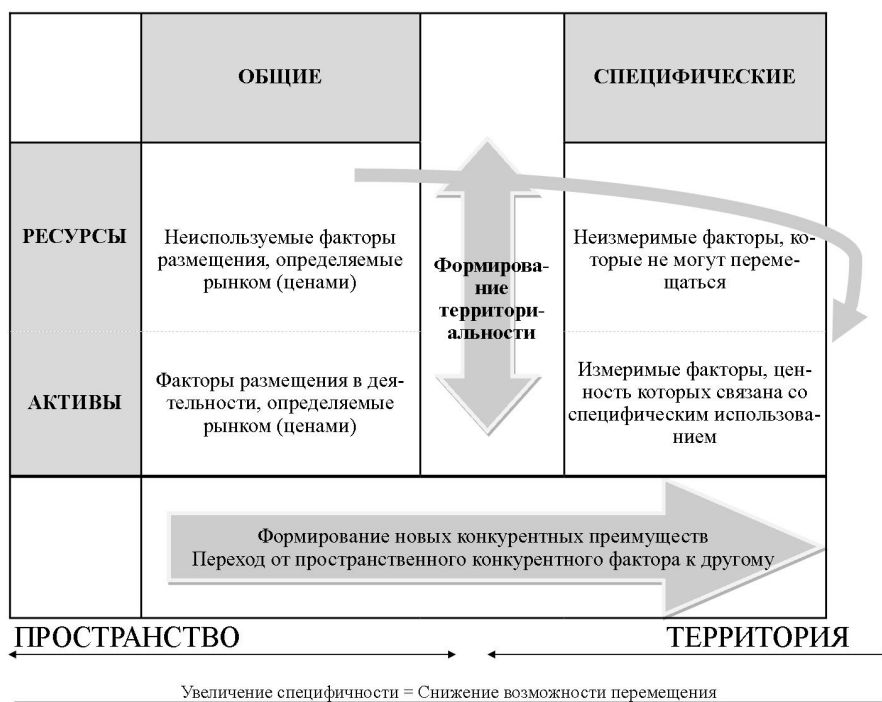 ОБЩИЕ
СПЕЦИФИЧЕСКИЕ
РЕСУРСЫ
Неиспользуемые факторы
размещения, определяемые
рынком (ценами)
Формирова-
ние
территори-
альности
Неизмеримые факторы, ко-
торые не могут переме-
щаться
АКТИВЫ
Факторы размещения в дея-
тельности, определяемые
рынком (ценами)
Измеримые факторы, цен-
ность которых связана со
специфическим использова-
нием
Формирование новых конкурентных преимуществ
Переход от пространственного конкурентного фактора к другому
ПРОСТРАНСТВО
ТЕРРИТОРИЯ
Увеличение специфичности = Снижение возможности перемещения